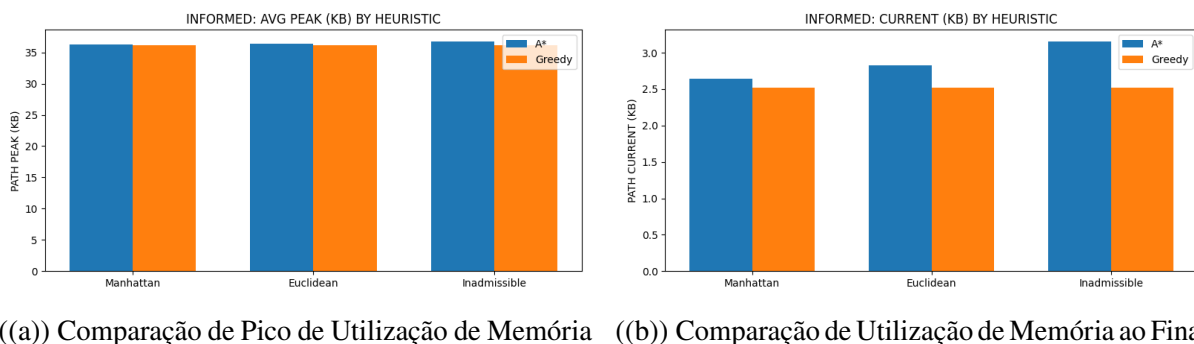 INFORMED: AVG PEAK (KB) BY HEURISTIC
A*
Greedy
PATH PEAK (KB)
35
30
25
20
15
10
5
0
Manhattan
Euclidean
Inadmissible
((a)) Comparação de Pico de Utilização de Memória
INFORMED: CURRENT (KB) BY HEURISTIC
A*
Greedy
PATH CURRENT (KB)
3.0
2.5
2.0
1.5
1.0
0.5
0.0
Manhattan
Euclidean
Inadmissible
((b)) Comparação de Utilização de Memória ao Fina